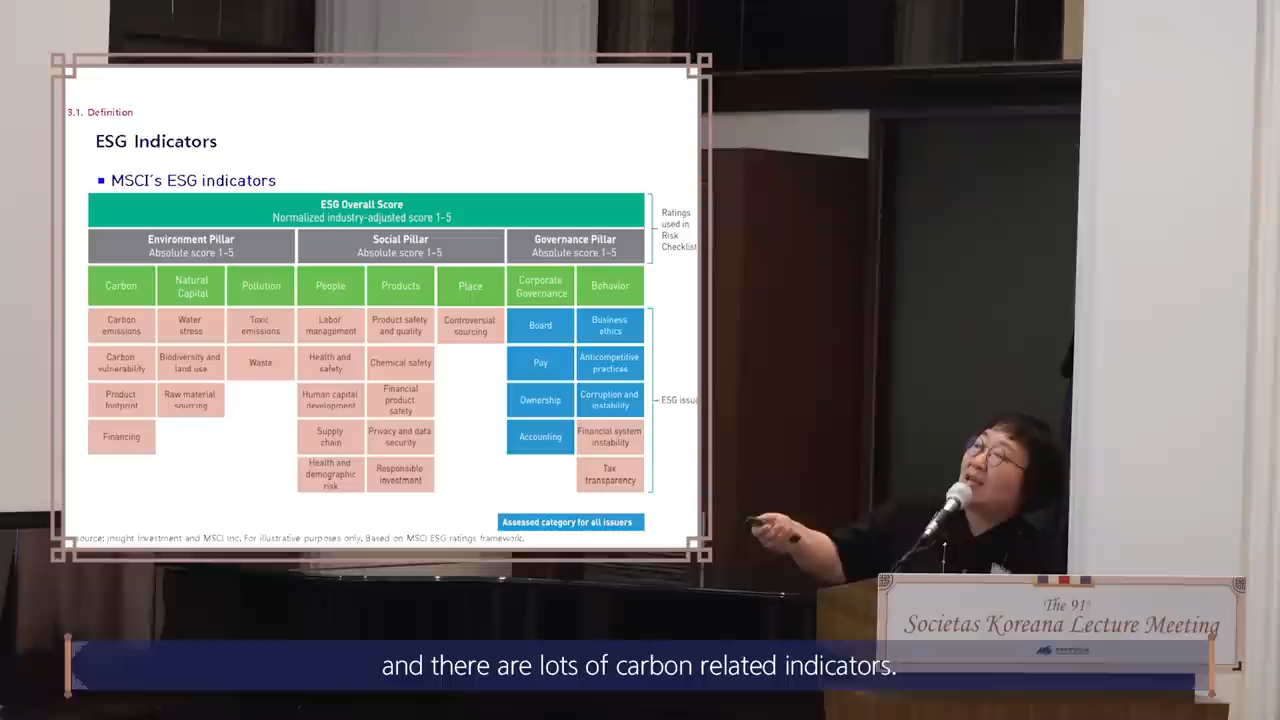 3.1. Definition
ESG Indicators
MSCI's ESG indicators
ESG Overall Score
Normalized industry-adjusted score 1–5
Ratings
used in
Risk
Checklist
Environment Pillar
Absolute score 1–5
Social Pillar
Absolute score 1–5
Governance Pillar
Absolute score 1–5
Carbon
Natural
Capital
Pollution
People
Products
Place
Corporate
Governance
Behavior
Carbon
emissions
Water
stress
Toxic
emissions
Labor
management
Product safety
and quality
Controversial
sourcing
Board
Business
ethics
Carbon
vulnerability
Biodiversity and
land use
Waste
Health and
safety
Chemical safety
Pay
Anticompetitive
practices
Product
footprint
Raw material
sourcing
Human capital
development
Financial
product
safety
Ownership
Corruption and
instability
ESG issu
Financing
Supply
chain
Privacy and data
security
Accounting
Financial system
instability
Health and
demographic
risk
Responsible
investment
Tax
transparency
Assessed category for all issuers
ource: Insight Investment and MSCI Inc. For illustrative purposes only. Based on MSCI ESG ratings framework.
The 91st
Societas Koreana Lecture Meeting
and there are lots of carbon related indicators.